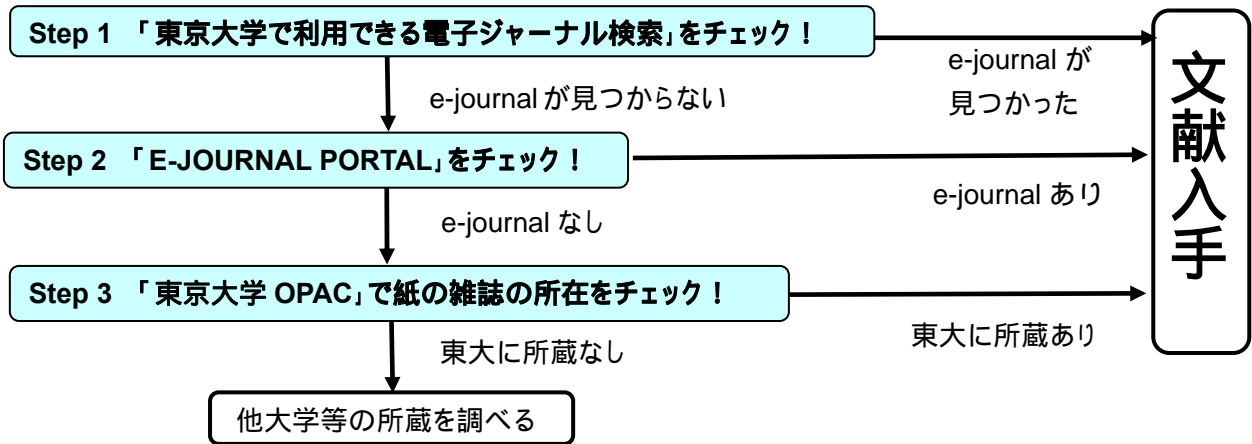 Step 1 「東京大学で利用できる電子ジャーナル検索」をチェック！
e-journal が
見つかった
e-journal が見つからない
Step 2 「E-JOURNAL PORTAL」をチェック！
e-journal あり
e-journal なし
Step 3 「東京大学 OPAC」で紙の雑誌の所在をチェック！
東大に所蔵あり
東大に所蔵なし
他大学等の所蔵を調べる
文献入手